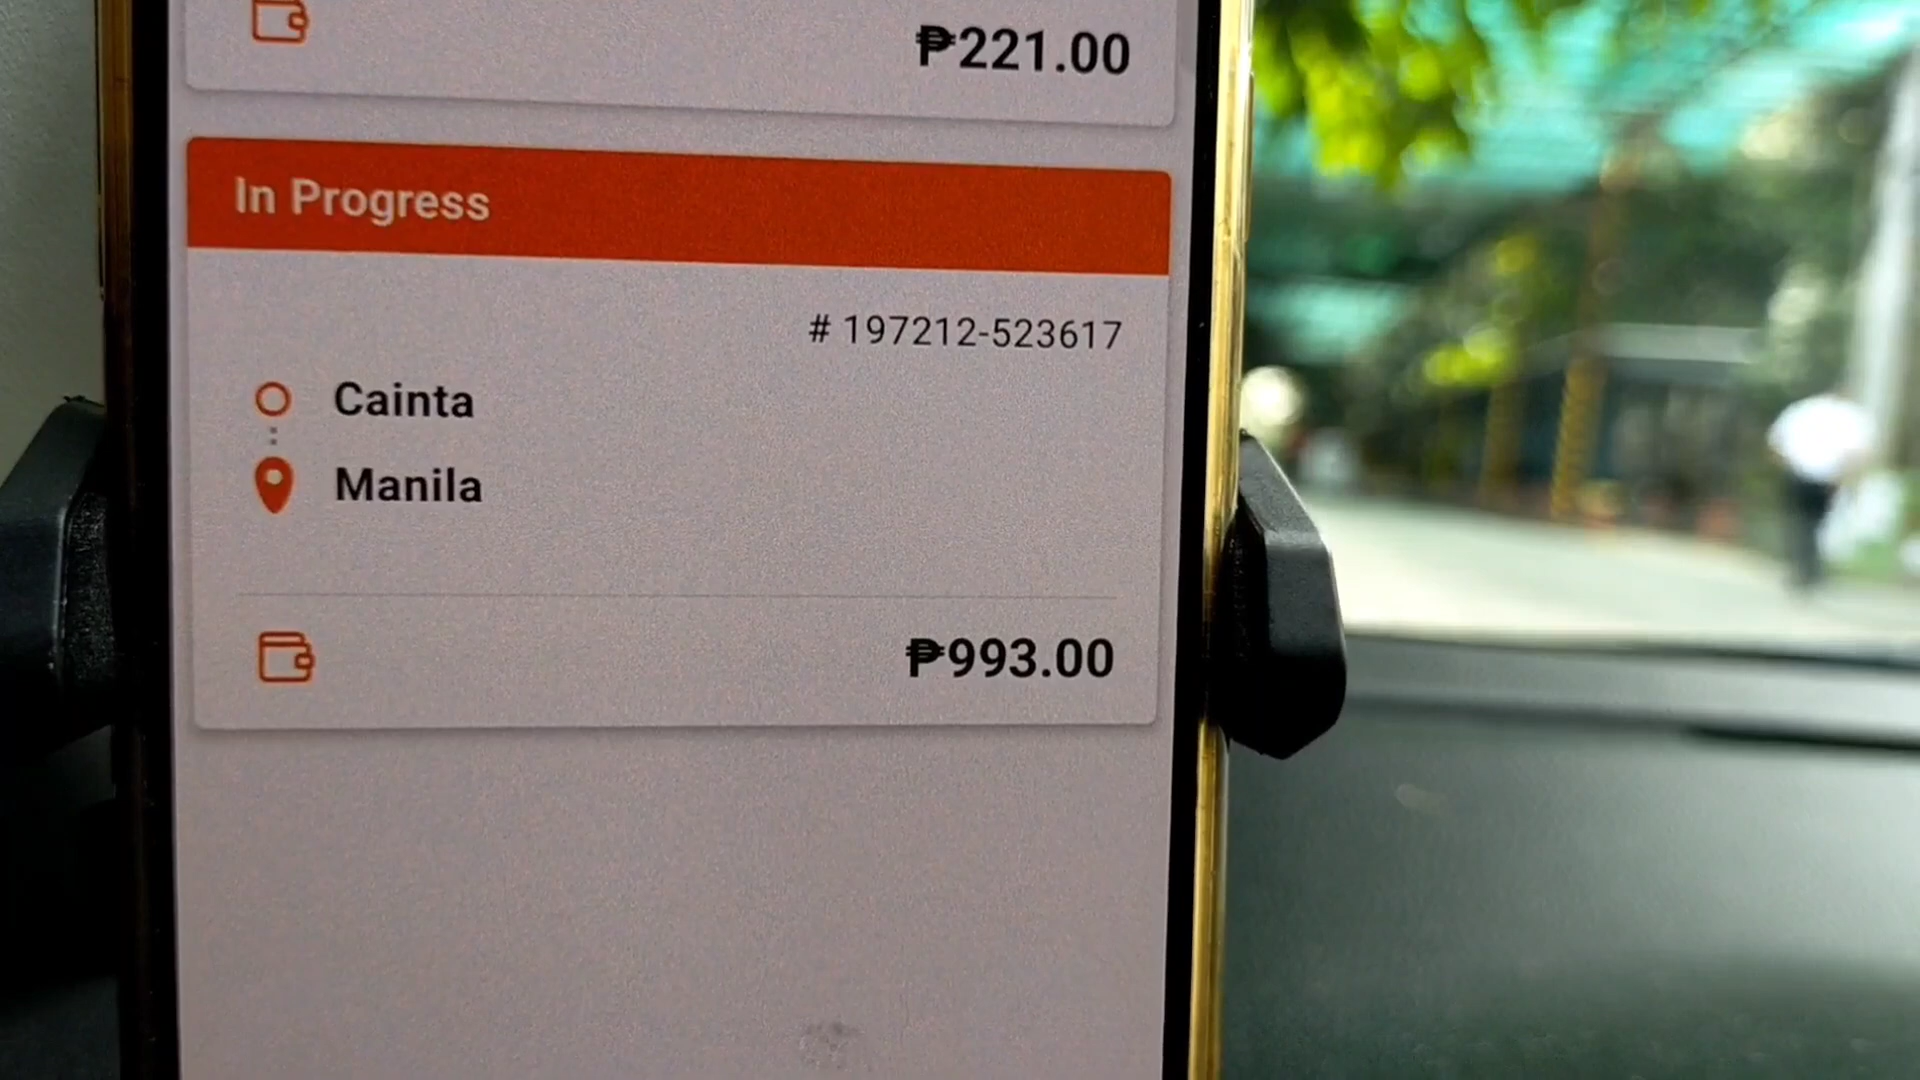 ₱221.00
In Progress
# 197212-523617
Cainta
Manila
₱993.00